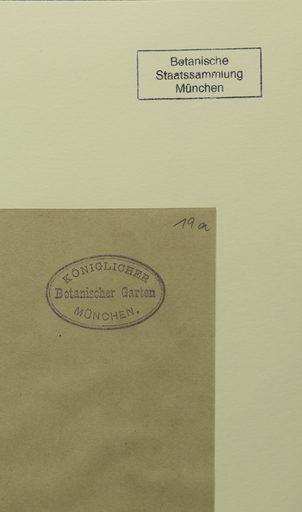 Botanische
Staatssammlung
München
19a
KÖNIGLICHER
Botanischer Garten
MÜNCHEN.